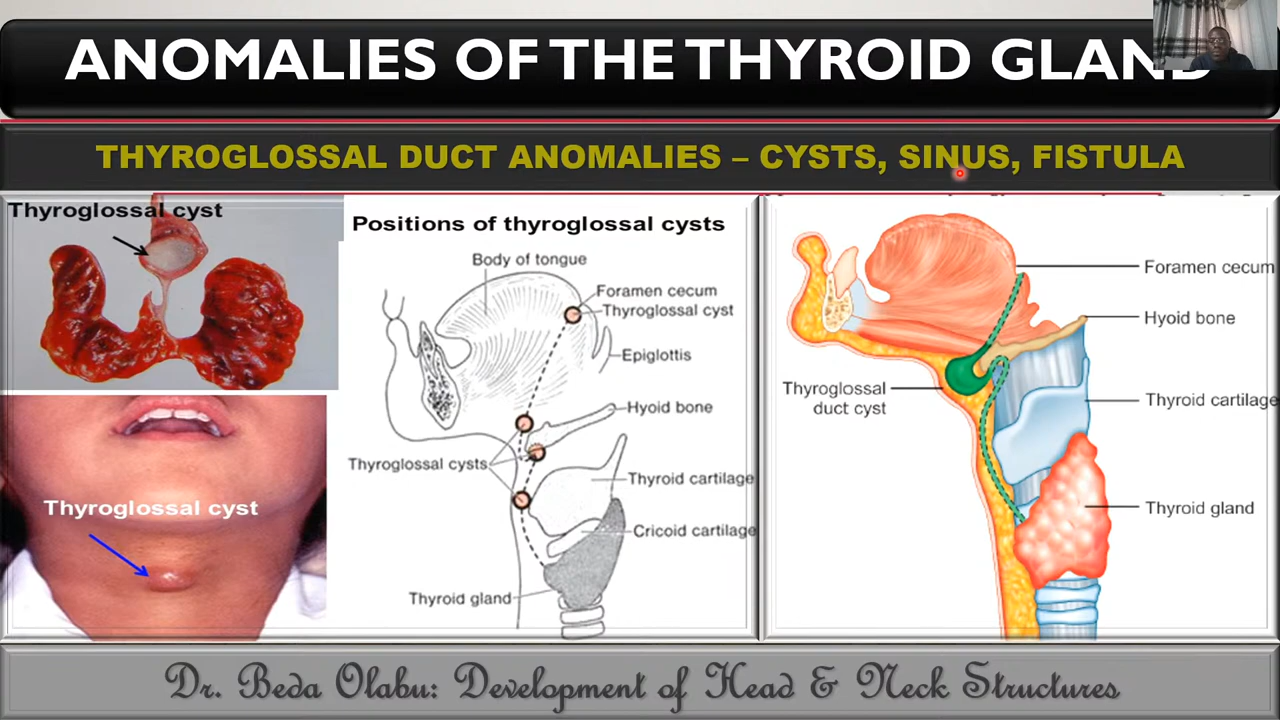 ANOMALIES OF THE THYROID GLAND
THYROGLOSSAL DUCT ANOMALIES – CYSTS, SINUS, FISTULA
Thyroglossal cyst
Thyroglossal cyst
Positions of thyroglossal cysts
Body of tongue
Foramen cecum
Thyroglossal cyst
Epiglottis
Hyoid bone
Thyroglossal cysts
Thyroid cartilage
Cricoid cartilage
Thyroid gland
Foramen cecum
Hyoid bone
Thyroglossal
duct cyst
Thyroid cartilage
Thyroid gland
Dr. Beda Olabu: Development of Head & Neck Structures